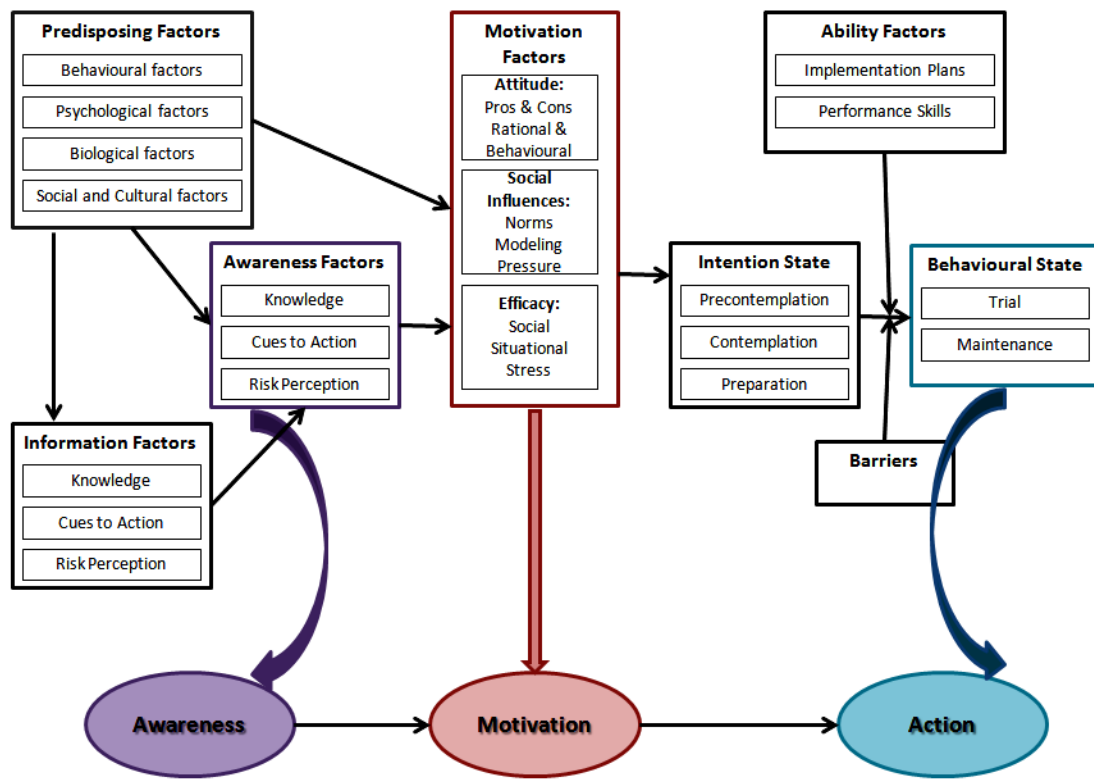 Predisposing Factors
Behavioural factors
Psychological factors
Biological factors
Social and Cultural factors
Motivation
Factors
Attitude:
Pros & Cons
Rational &
Behavioural
Social
Influences:
Norms
Modeling
Pressure
Efficacy:
Social
Situational
Stress
Ability Factors
Implementation Plans
Performance Skills
Awareness Factors
Knowledge
Cues to Action
Risk Perception
Intention State
Precontemplation
Contemplation
Preparation
Behavioural State
Trial
Maintenance
Information Factors
Knowledge
Cues to Action
Risk Perception
Barriers
Awareness
Motivation
Action